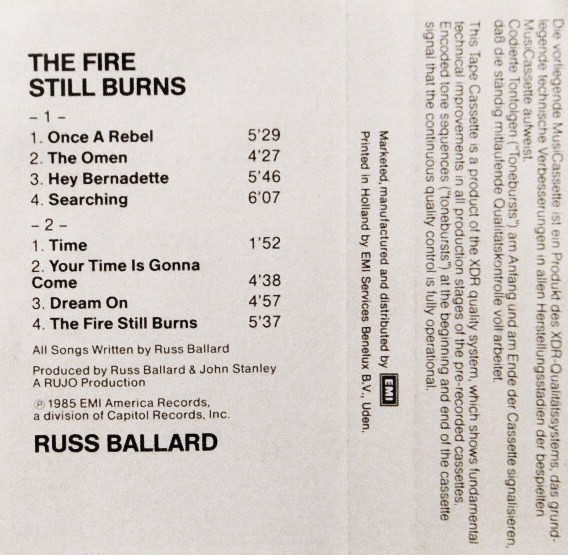 THE FIRE
STILL BURNS
– 1 –
1. Once A Rebel 5'29
2. The Omen 4'27
3. Hey Bernadette 5'46
4. Searching 6'07
– 2 –
1. Time 1'52
2. Your Time Is Gonna
Come 4'38
3. Dream On 4'57
4. The Fire Still Burns 5'37
All Songs Written by Russ Ballard
Produced by Russ Ballard & John Stanley
A RUJO Production
℗ 1985 EMI America Records,
a division of Capitol Records, Inc.
RUSS BALLARD
Marketed, manufactured and distributed by EMI
Printed in Holland by EMI Services Benelux B.V., Uden.
Die vorliegende MusiCassette ist ein Produkt des XDR-Qualitätssystems, das grund-
legende technische Verbesserungen in allen Herstellungsstadien der bespielten
MusiCassette aufweist.
Codierte Tonfolgen ("Tonebursts") am Anfang und am Ende der Cassette signalisieren,
daß die ständig mitlaufende Qualitätskontrolle voll arbeitet.
This Tape Cassette is a product of the XDR quality system, which shows fundamental
technical improvements in all production stages of the pre-recorded cassettes.
Encoded tone sequences ("tonebursts") at the beginning and end of the cassette
signal that the continuous quality control is fully operational.